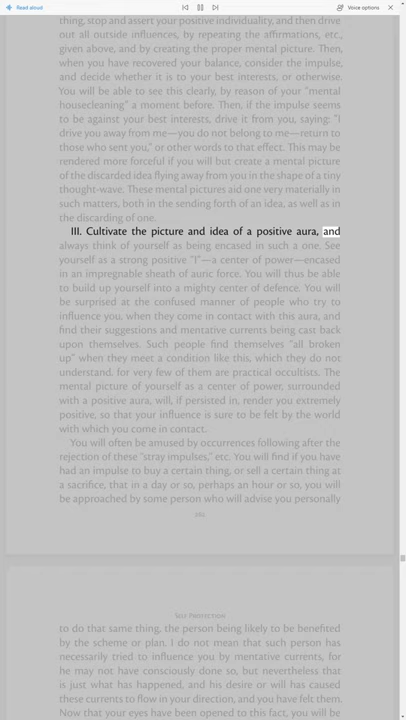 Read aloud
Voice options
thing, stop and assert your positive individuality, and then drive
out all outside influences, by repeating the affirmations, etc.,
given above, and by creating the proper mental picture. Then,
when you have recovered your balance, consider the impulse,
and decide whether it is to your best interests, or otherwise.
You will be able to see this clearly, by reason of your "mental
housecleaning" a moment before. Then, if the impulse seems
to be against your best interests, drive it from you, saying: "I
drive you away from me—you do not belong to me—return to
those who sent you," or other words to that effect. This may be
rendered more forceful if you will but create a mental picture
of the discarded idea flying away from you in the shape of a tiny
thought-wave. These mental pictures aid one very materially in
such matters, both in the sending forth of an idea, as well as in
the discarding of one.
III. Cultivate the picture and idea of a positive aura, and
always think of yourself as being encased in such a one. See
yourself as a strong positive "I"—a center of power—encased
in an impregnable sheath of auric force. You will thus be able
to build up yourself into a mighty center of defence. You will
be surprised at the confused manner of people who try to
influence you, when they come in contact with this aura, and
find their suggestions and mentative currents being cast back
upon themselves. Such people find themselves "all broken
up" when they meet a condition like this, which they do not
understand, for very few of them are practical occultists. The
mental picture of yourself as a center of power, surrounded
with a positive aura, will, if persisted in, render you extremely
positive, so that your influence is sure to be felt by the world
with which you come in contact.
You will often be amused by occurrences following after the
rejection of these "stray impulses," etc. You will find if you have
had an impulse to buy a certain thing, or sell a certain thing at
a sacrifice, that in a day or so, perhaps an hour or so, you will
be approached by some person who will advise you personally
Self Protection
to do that same thing, the person being likely to be benefited
by the scheme or plan. I do not mean that such person has
necessarily tried to influence you by mentative currents, for
he may not have consciously done so, but nevertheless that
is just what has happened, and his desire or will has caused
these currents to flow in your direction, and you have felt them.
Now that your eyes have been opened to this fact, you will be